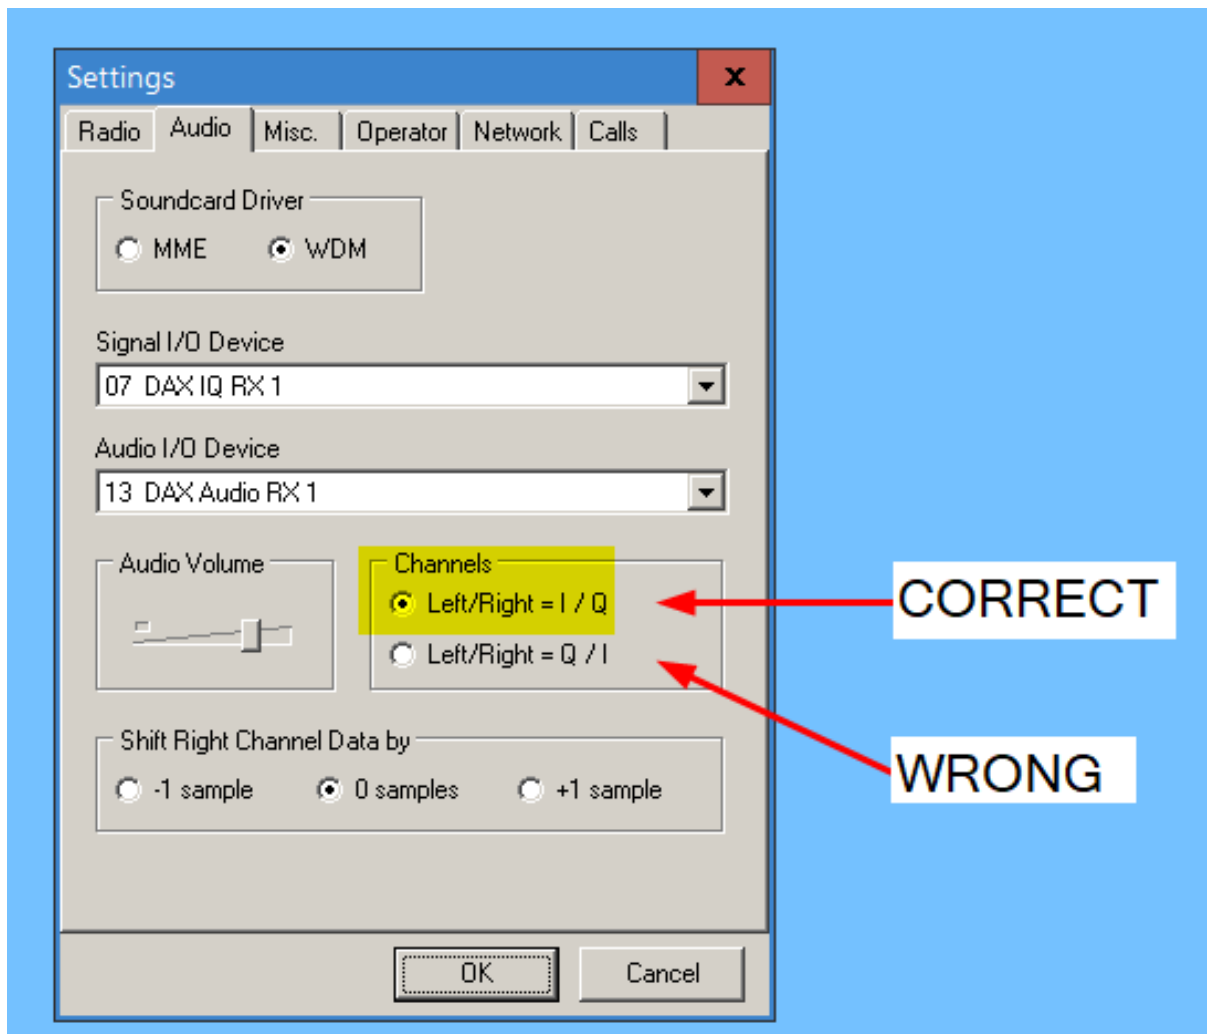 Settings
x
Radio Audio Misc. Operator Network Calls
Soundcard Driver
MME WDM
Signal I/O Device
07 DAX IQ RX 1
Audio I/O Device
13 DAX Audio RX 1
Audio Volume Channels
Left/Right = I / Q
CORRECT
Left/Right = Q / I
Shift Right Channel Data by
WRONG
-1 sample 0 samples +1 sample
OK Cancel